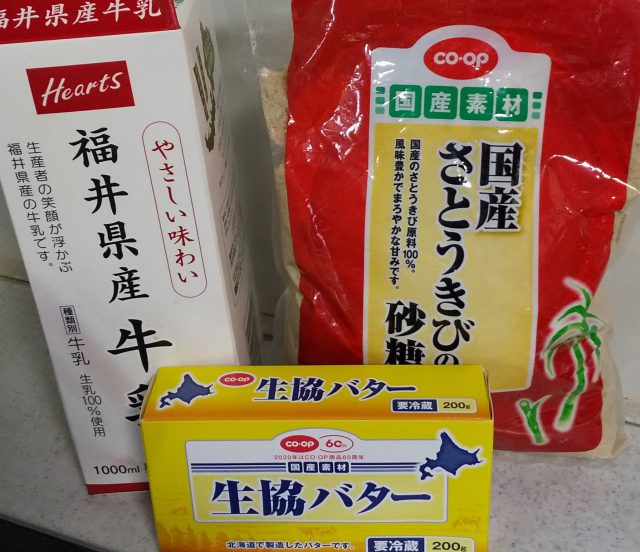 福井県産牛乳
Hearts
やさしい味わい
福井県産牛乳
生産者の笑顔が浮かぶ
福井県産の牛乳です。
種類別 牛乳
生乳100%使用
1000ml
CO・OP
国産素材
国産
さとうきびの
砂糖
国産のさとうきび原料100%。
風味豊かでまろやかな甘みです。
CO・OP
生協バター
要冷蔵
200g
CO・OP
60th
2020年はCO・OP商品60周年
国産素材
生協バター
北海道で製造したバターです。
要冷蔵
200g